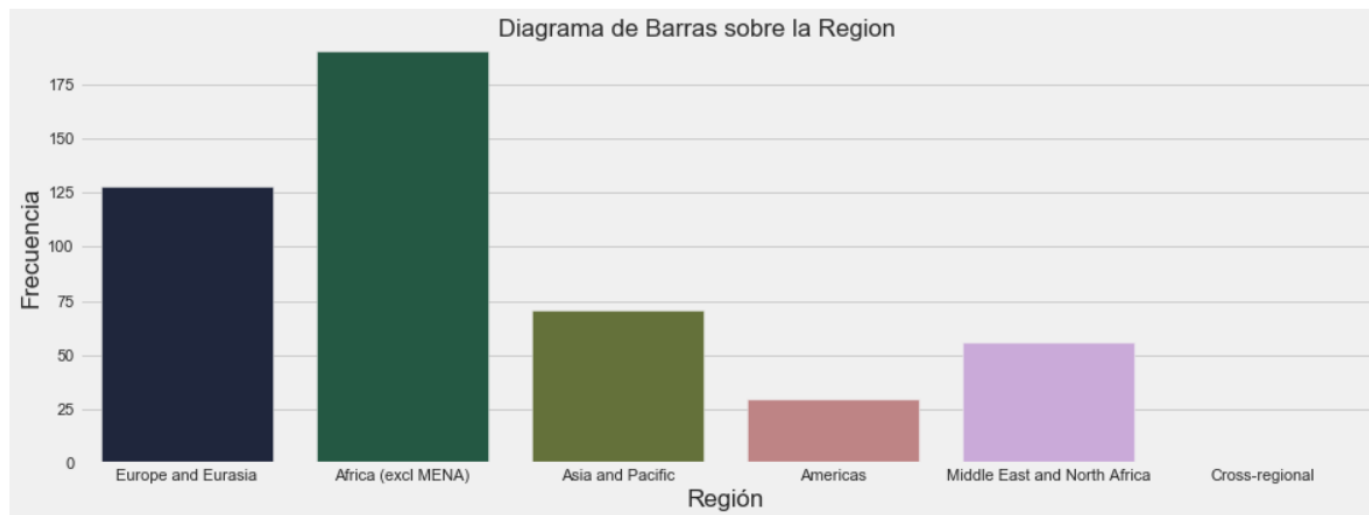 Diagrama de Barras sobre la Region
175
150
125
100
75
50
25
0
Frecuencia
Europe and Eurasia
Africa (excl MENA)
Asia and Pacific
Americas
Middle East and North Africa
Cross-regional
Región